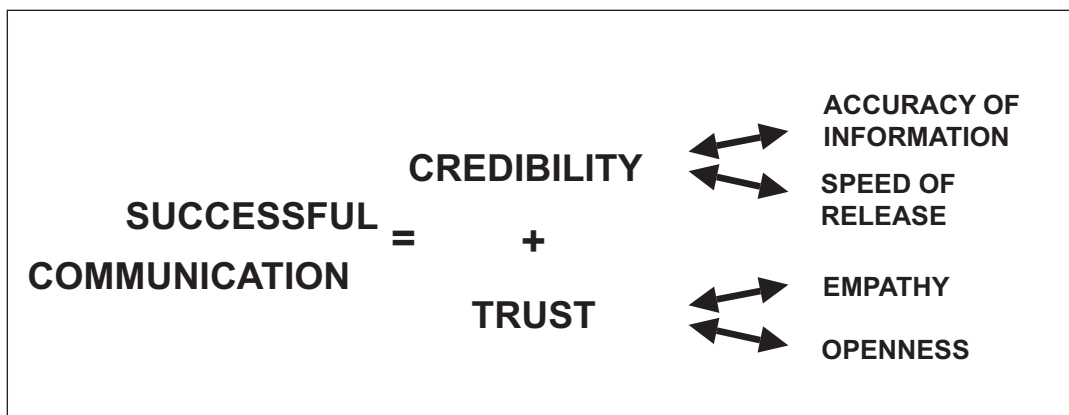 SUCCESSFUL
COMMUNICATION
=
CREDIBILITY
+
TRUST
ACCURACY OF
INFORMATION
SPEED OF
RELEASE
EMPATHY
OPENNESS